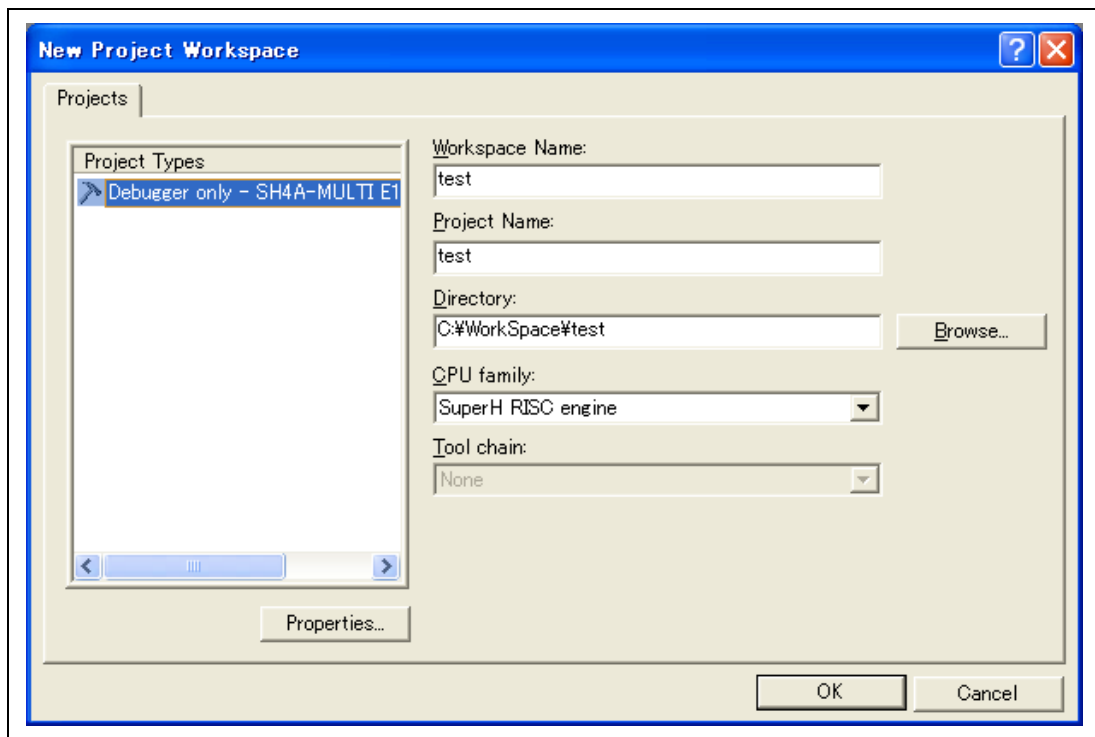 New Project Workspace
Projects
Project Types
Debugger only - SH4A-MULTI E1
Workspace Name:
test
Project Name:
test
Directory:
C:¥WorkSpace¥test
Browse...
CPU family:
SuperH RISC engine
Tool chain:
None
Properties...
OK
Cancel